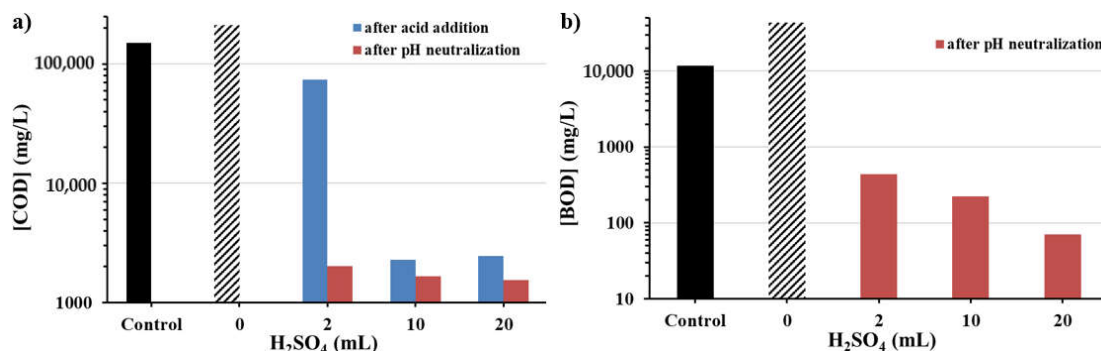 a)
after acid addition
after pH neutralization
[COD] (mg/L)
100,000
10,000
1000
Control 0 2 10 20
H₂SO₄ (mL)
b)
after pH neutralization
[BOD] (mg/L)
10,000
1000
100
10
Control 0 2 10 20
H₂SO₄ (mL)